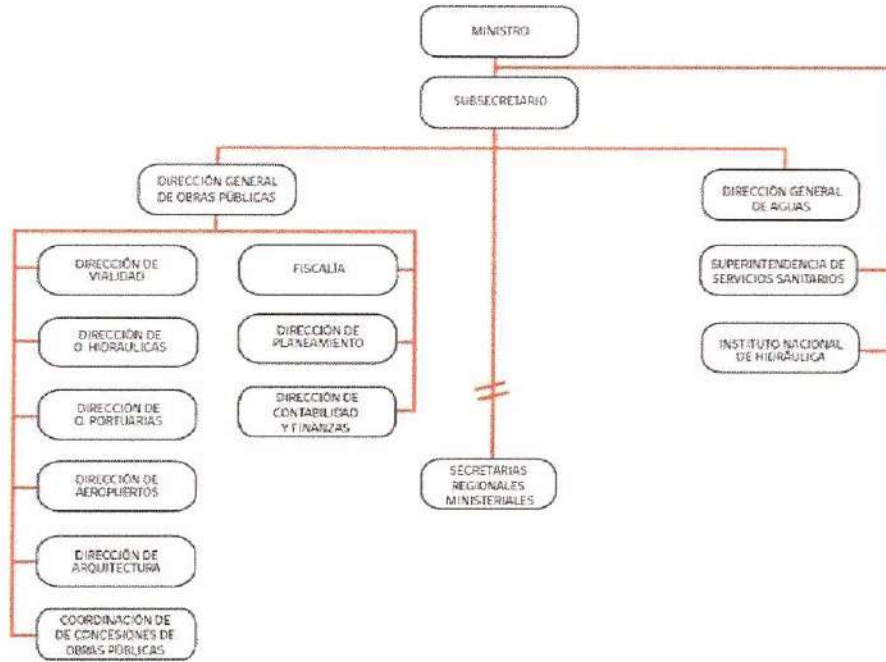 MINISTRO
SUBSECRETARIO
DIRECCIÓN GENERAL
DE OBRAS PÚBLICAS
DIRECCIÓN GENERAL
DE AGUAS
DIRECCIÓN DE
VIALIDAD
FISCALÍA
SUPERINTENDENCIA DE
SERVICIOS SANITARIOS
DIRECCIÓN DE
O. HIDRAULICAS
DIRECCIÓN DE
PLANEAMIENTO
INSTITUTO NACIONAL
DE HIDRÁULICA
DIRECCIÓN DE
O. PORTUARIAS
DIRECCIÓN DE
CONTABILIDAD
Y FINANZAS
DIRECCIÓN DE
AEROPUERTOS
SECRETARIAS
REGIONALES
MINISTERIALES
DIRECCIÓN DE
ARQUITECTURA
COORDINACIÓN DE
DE CONCESIONES DE
OBRAS PÚBLICAS